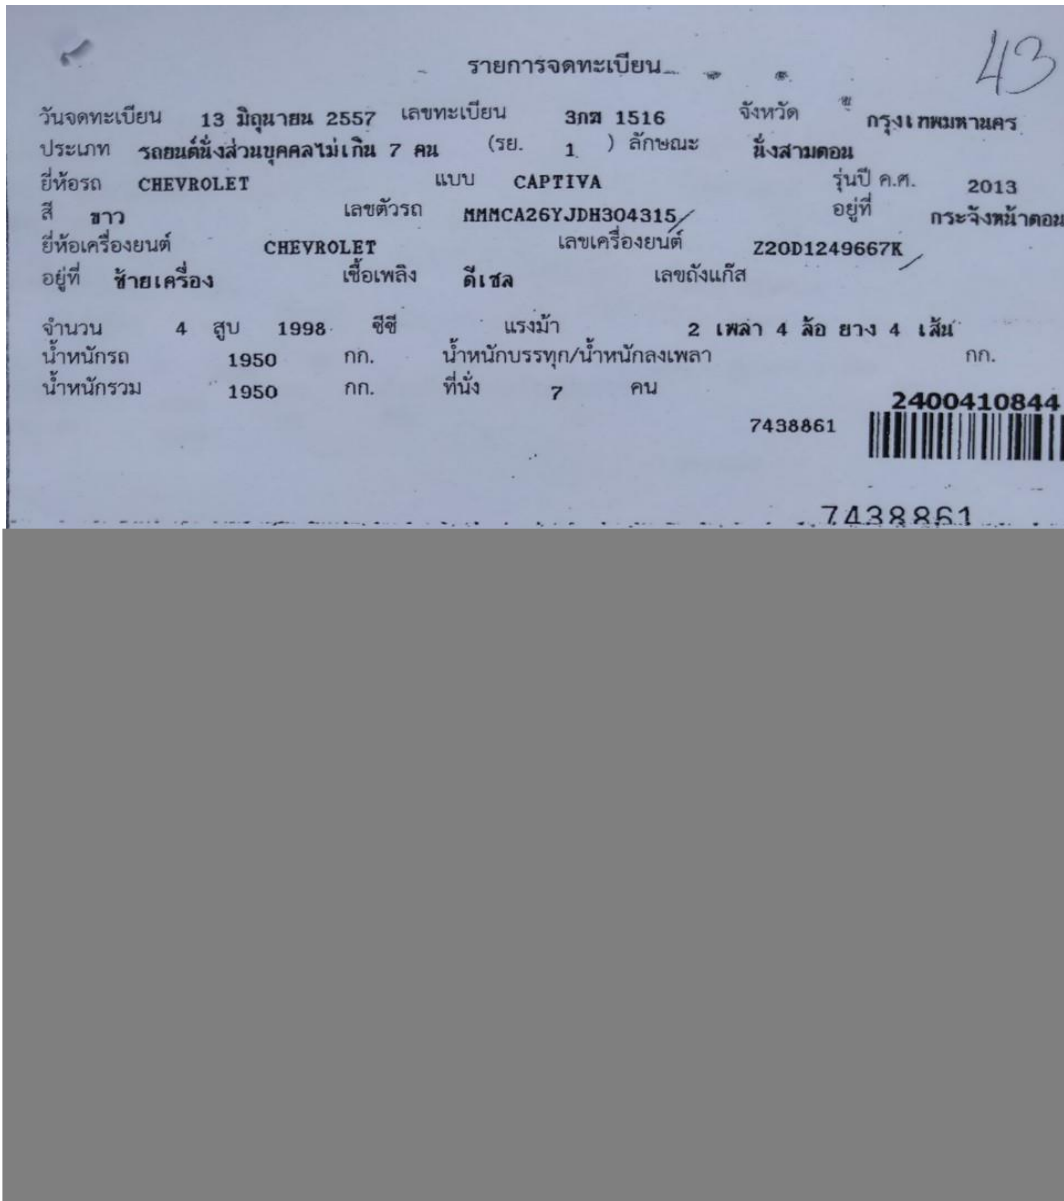 43
รายการจดทะเบียน
วันจดทะเบียน 13 มิถุนายน 2557 เลขทะเบียน 3กฆ 1516 จังหวัด กรุงเทพมหานคร
ประเภท รถยนต์นั่งส่วนบุคคลไม่เกิน 7 คน (รย. 1 ) ลักษณะ นั่งสามตอน
ยี่ห้อรถ CHEVROLET แบบ CAPTIVA รุ่นปี ค.ศ. 2013
สี ขาว เลขตัวรถ MMMCA26YJDH304315 อยู่ที่ กระจังหน้าตอน
ยี่ห้อเครื่องยนต์ CHEVROLET เลขเครื่องยนต์ Z20D1249667K
อยู่ที่ ซ้ายเครื่อง เชื้อเพลิง ดีเซล เลขถังแก๊ส
จำนวน 4 สูบ 1998 ซีซี แรงม้า 2 เพลา 4 ล้อ ยาง 4 เส้น
น้ำหนักรถ 1950 กก. น้ำหนักบรรทุก/น้ำหนักลงเพลา กก.
น้ำหนักรวม 1950 กก. ที่นั่ง 7 คน
2400410844
7438861
7438861